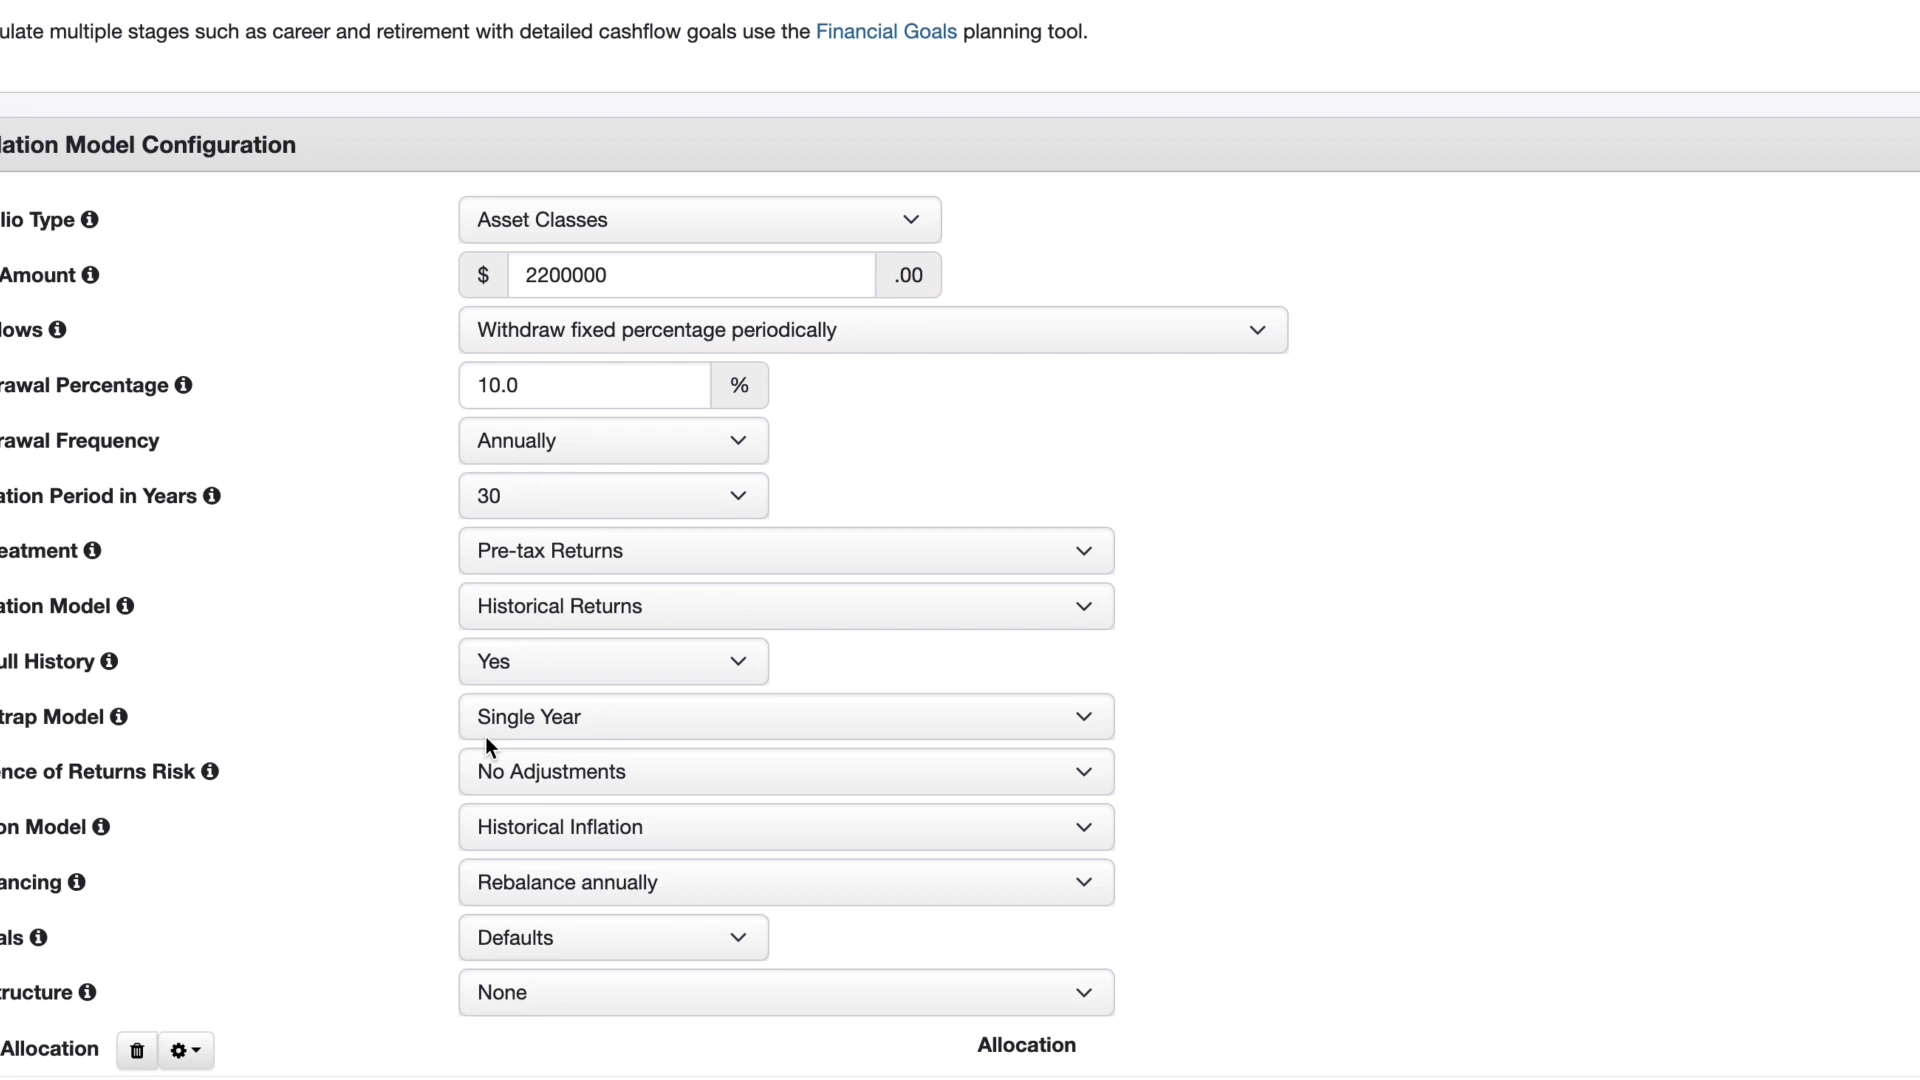 ulate multiple stages such as career and retirement with detailed cashflow goals use the Financial Goals planning tool.
lation Model Configuration
lio Type Asset Classes
Amount $ 2200000 .00
lows Withdraw fixed percentage periodically
rawal Percentage 10.0 %
rawal Frequency Annually
ation Period in Years 30
eatment Pre-tax Returns
ation Model Historical Returns
ull History Yes
trap Model Single Year
ence of Returns Risk No Adjustments
on Model Historical Inflation
ancing Rebalance annually
als Defaults
tructure None
Allocation Allocation